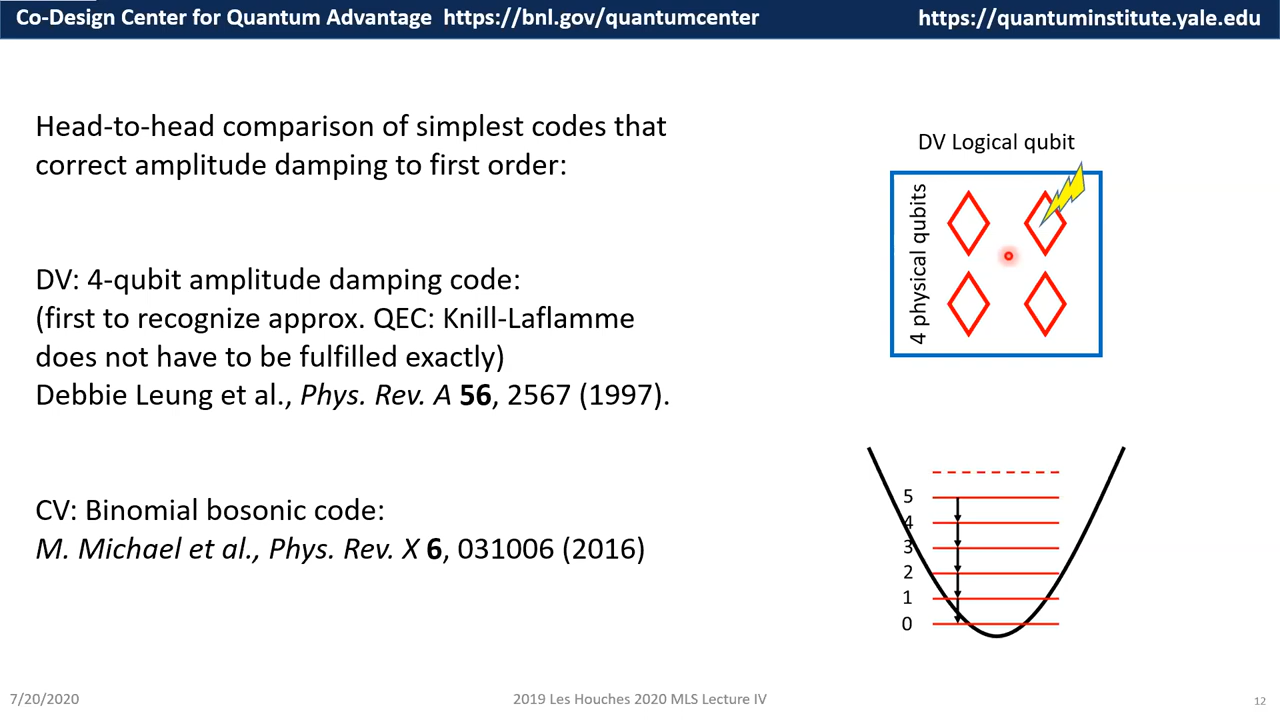 Co-Design Center for Quantum Advantage https://bnl.gov/quantumcenter https://quantuminstitute.yale.edu
Head-to-head comparison of simplest codes that
correct amplitude damping to first order:
DV: 4-qubit amplitude damping code:
(first to recognize approx. QEC: Knill-Laflamme
does not have to be fulfilled exactly)
Debbie Leung et al., Phys. Rev. A 56, 2567 (1997).
CV: Binomial bosonic code:
M. Michael et al., Phys. Rev. X 6, 031006 (2016)
DV Logical qubit
4 physical qubits
5
4
3
2
1
0
7/20/2020
2019 Les Houches 2020 MLS Lecture IV
12